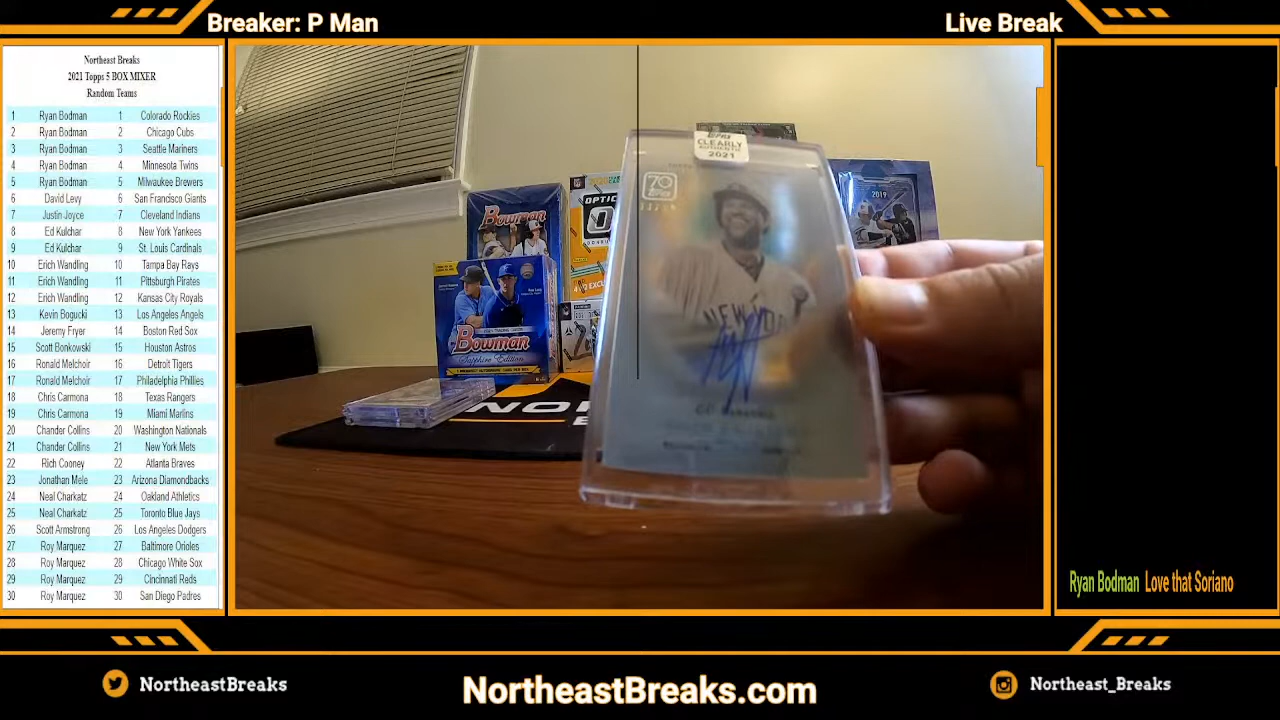 Breaker: P Man
Live Break
Northeast Breaks
2021 Topps 5 BOX MIXER
Random Teams
1 Ryan Bodman 1 Colorado Rockies
2 Ryan Bodman 2 Chicago Cubs
3 Ryan Bodman 3 Seattle Mariners
4 Ryan Bodman 4 Minnesota Twins
5 Ryan Bodman 5 Milwaukee Brewers
6 David Levy 6 San Francisco Giants
7 Justin Joyce 7 Cleveland Indians
8 Ed Kulchar 8 New York Yankees
9 Ed Kulchar 9 St. Louis Cardinals
10 Erich Wandling 10 Tampa Bay Rays
11 Erich Wandling 11 Pittsburgh Pirates
12 Erich Wandling 12 Kansas City Royals
13 Kevin Bogucki 13 Los Angeles Angels
14 Jeremy Fryer 14 Boston Red Sox
15 Scott Bonkowski 15 Houston Astros
16 Ronald Melchoir 16 Detroit Tigers
17 Ronald Melchoir 17 Philadelphia Phillies
18 Chris Carmona 18 Texas Rangers
19 Chris Carmona 19 Miami Marlins
20 Chander Collins 20 Washington Nationals
21 Chander Collins 21 New York Mets
22 Rich Cooney 22 Atlanta Braves
23 Jonathan Mele 23 Arizona Diamondbacks
24 Neal Charkatz 24 Oakland Athletics
25 Neal Charkatz 25 Toronto Blue Jays
26 Scott Armstrong 26 Los Angeles Dodgers
27 Roy Marquez 27 Baltimore Orioles
28 Roy Marquez 28 Chicago White Sox
29 Roy Marquez 29 Cincinnati Reds
30 Roy Marquez 30 San Diego Padres
TOPPS
CLEARLY
AUTHENTIC
2021
70
NEW YO
Bowman
OPTIC
2019
Bowman
Sapphire Edition
Ryan Bodman Love that Soriano
NortheastBreaks
NortheastBreaks.com
Northeast_Breaks